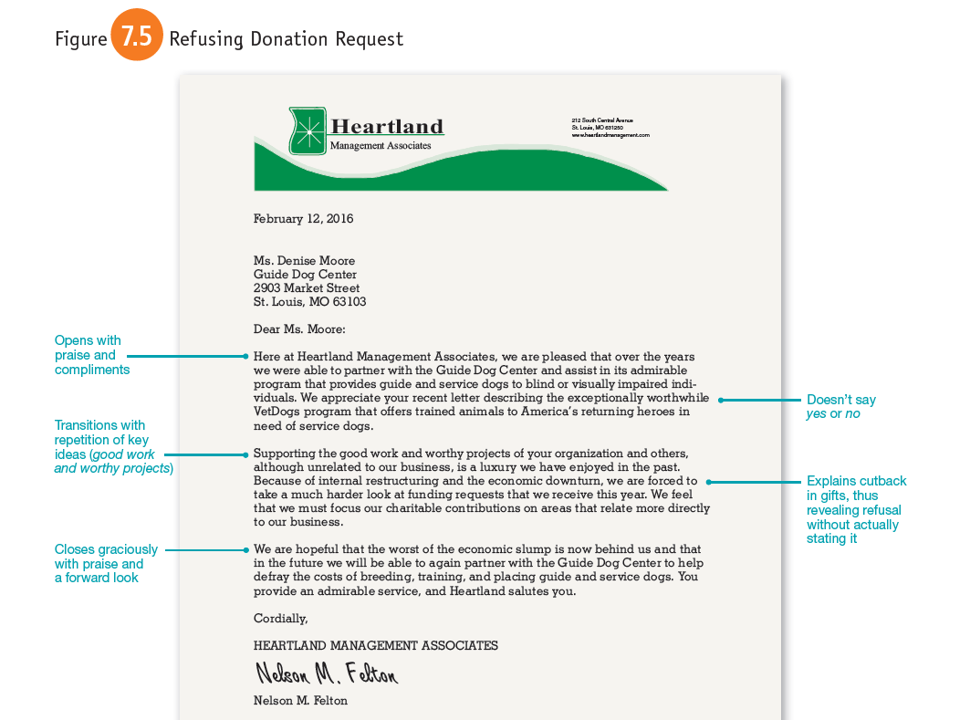 Figure 7.5 Refusing Donation Request
Heartland
Management Associates
212 South Central Avenue
St. Louis, MO 631250
www.heartlandmanagement.com
February 12, 2016
Ms. Denise Moore
Guide Dog Center
2903 Market Street
St. Louis, MO 63103
Dear Ms. Moore:
Opens with
praise and
compliments
Here at Heartland Management Associates, we are pleased that over the years
we were able to partner with the Guide Dog Center and assist in its admirable
program that provides guide and service dogs to blind or visually impaired indi-
viduals. We appreciate your recent letter describing the exceptionally worthwhile
VetDogs program that offers trained animals to America's returning heroes in
need of service dogs.
Doesn't say
yes or no
Transitions with
repetition of key
ideas (good work
and worthy projects)
Supporting the good work and worthy projects of your organization and others,
although unrelated to our business, is a luxury we have enjoyed in the past.
Because of internal restructuring and the economic downturn, we are forced to
take a much harder look at funding requests that we receive this year. We feel
that we must focus our charitable contributions on areas that relate more directly
to our business.
Explains cutback
in gifts, thus
revealing refusal
without actually
stating it
Closes graciously
with praise and
a forward look
We are hopeful that the worst of the economic slump is now behind us and that
in the future we will be able to again partner with the Guide Dog Center to help
defray the costs of breeding, training, and placing guide and service dogs. You
provide an admirable service, and Heartland salutes you.
Cordially,
HEARTLAND MANAGEMENT ASSOCIATES
Nelson M. Felton
Nelson M. Felton